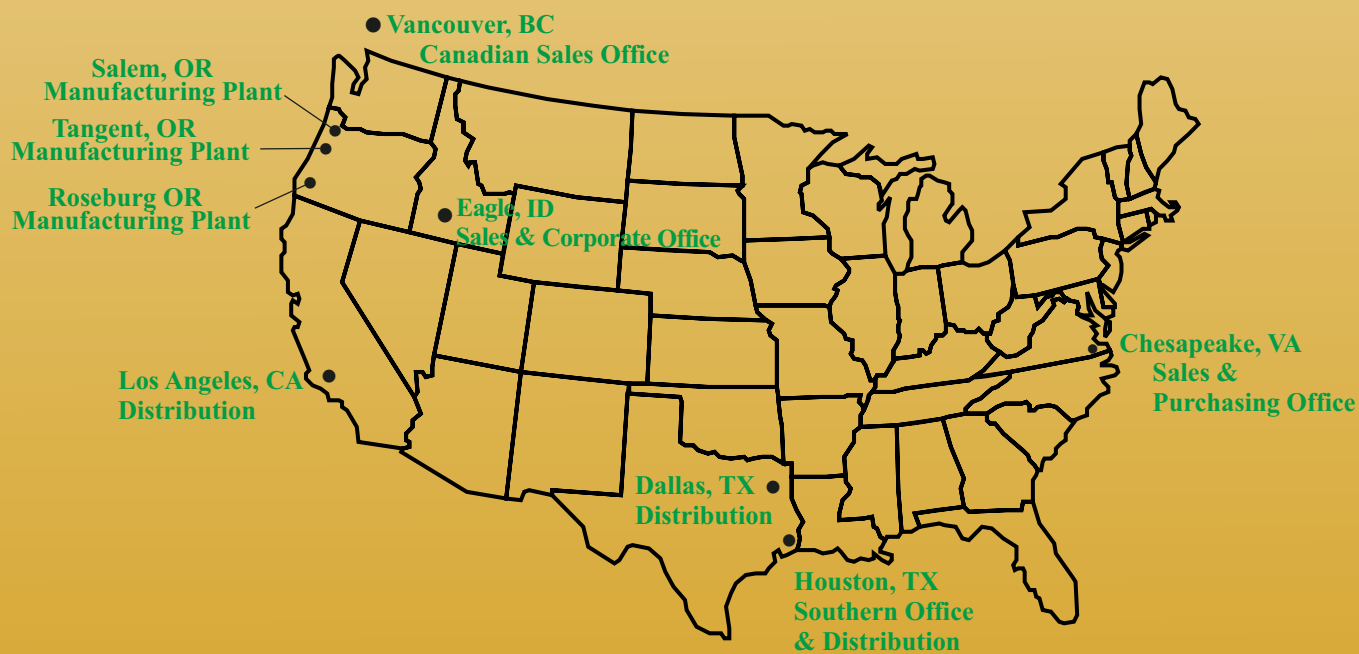 Vancouver, BC
Canadian Sales Office
Salem, OR
Manufacturing Plant
Tangent, OR
Manufacturing Plant
Roseburg OR
Manufacturing Plant
Eagle, ID
Sales & Corporate Office
Chesapeake, VA
Sales &
Purchasing Office
Los Angeles, CA
Distribution
Dallas, TX
Distribution
Houston, TX
Southern Office
& Distribution